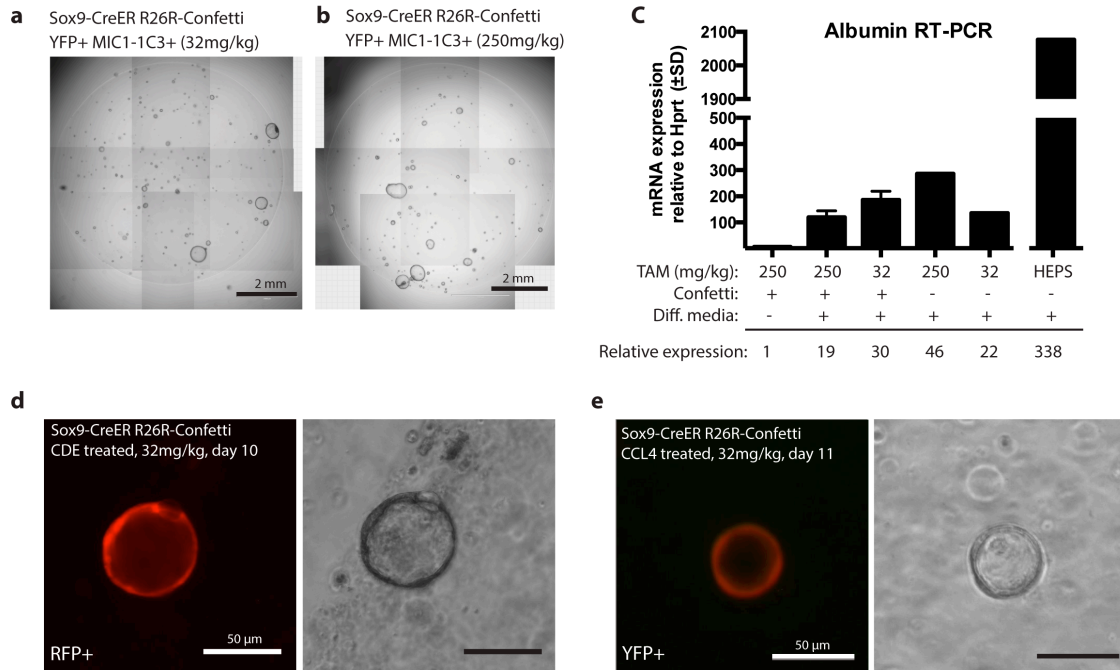 a
Sox9-CreER R26R-Confetti
YFP+ MIC1-1C3+ (32mg/kg)
2 mm
b
Sox9-CreER R26R-Confetti
YFP+ MIC1-1C3+ (250mg/kg)
2 mm
C
Albumin RT-PCR
mRNA expression
relative to Hprt (±SD)
2100
2000
1900
500
400
300
200
100
TAM (mg/kg): 250 250 32 250 32 HEPS
Confetti: + + + - - -
Diff. media: - + + + + +
Relative expression: 1 19 30 46 22 338
d
Sox9-CreER R26R-Confetti
CDE treated, 32mg/kg, day 10
RFP+
50 µm
e
Sox9-CreER R26R-Confetti
CCL4 treated, 32mg/kg, day 11
YFP+
50 µm